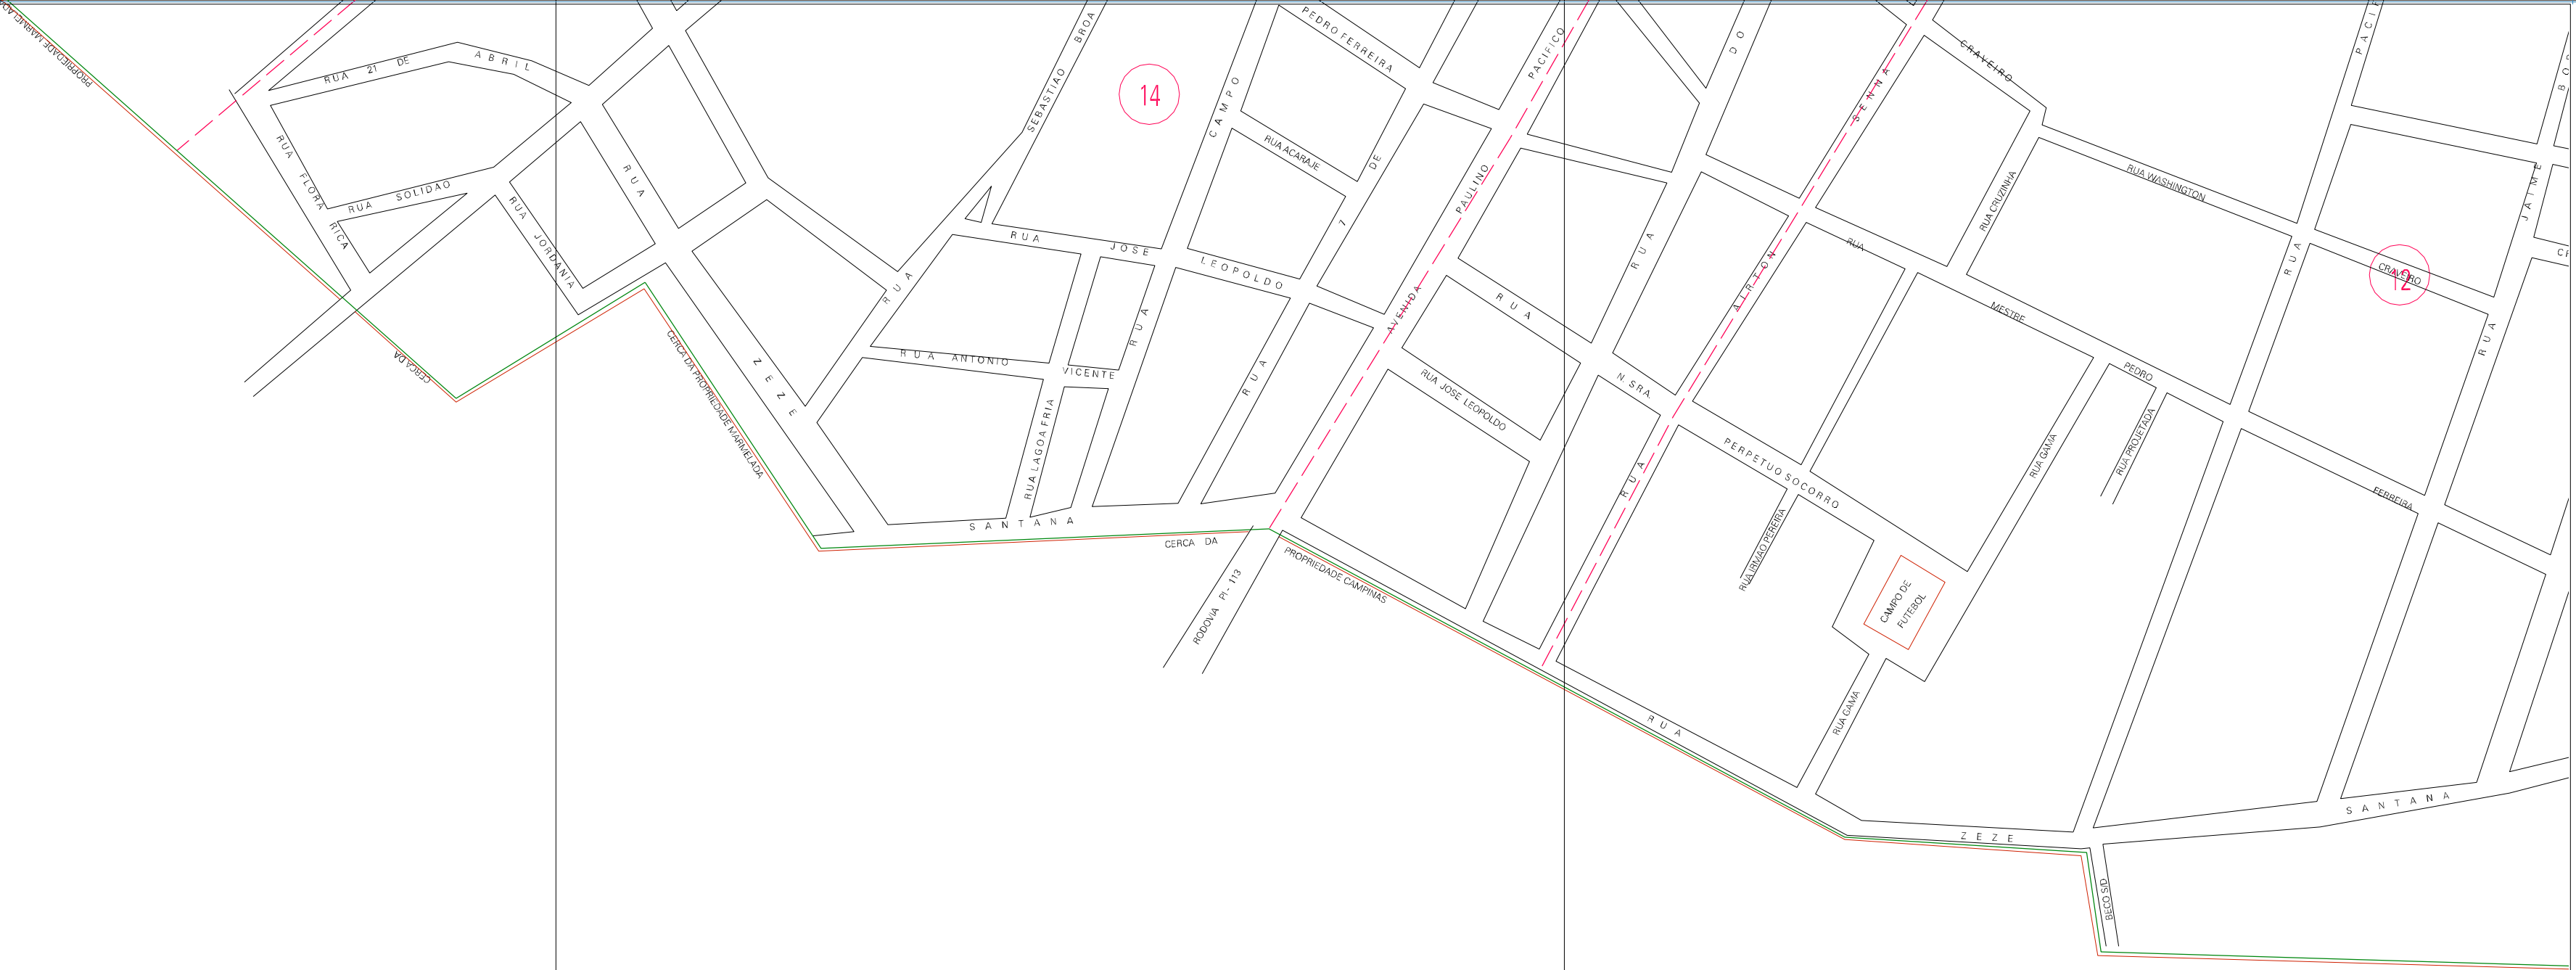 PROPRIEDADE MARMELADA
RUA 21 DE ABRIL
RUA FLORA RICA
RUA SOLIDAO
RUA JORDANIA
CERCA DA
CERCA DA PROPRIEDADE MARMELADA
RUA ZEZE SANTANA
RUA SEBASTIAO BROA
14
RUA CAMPO
PEDRO FERREIRA
RUA ACARAJE
RUA JOSE LEOPOLDO
RUA ANTONIO VICENTE
RUA LAGOA FRIA
RUA 7 DE
AVENIDA PAULINO PACIFICO
CERCA DA PROPRIEDADE CAMPINAS
RODOVIA PI - 113
RUA DO
RUA N. SRA PERPETUO SOCORRO
RUA JOSE LEOPOLDO
RUA AIRTON SENNA
RUA IRMAO PEREIRA
CRAVEIRO
RUA CRUZINHA
RUA WASHINGTON
CRAVEIRO
12
RUA MESTRE PEDRO FERREIRA
RUA GAMA
RUA PROJETADA
CAMPO DE
FUTEBOL
RUA GAMA
RUA ZEZE SANTANA
RUA
RUA JAIME
BECO S/D